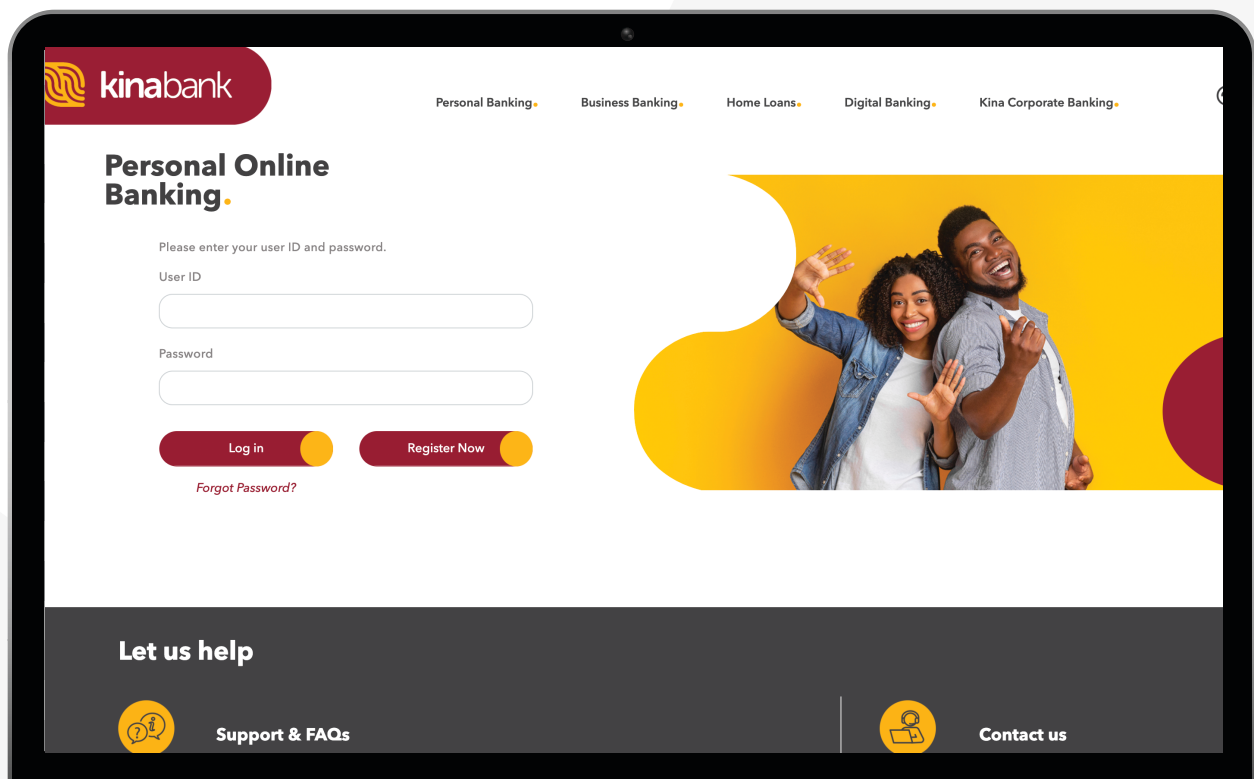 kinabank
Personal Banking.
Business Banking.
Home Loans.
Digital Banking.
Kina Corporate Banking.
Personal Online
Banking.
Please enter your user ID and password.
User ID
Password
Log in
Register Now
Forgot Password?
Let us help
Support & FAQs
Contact us